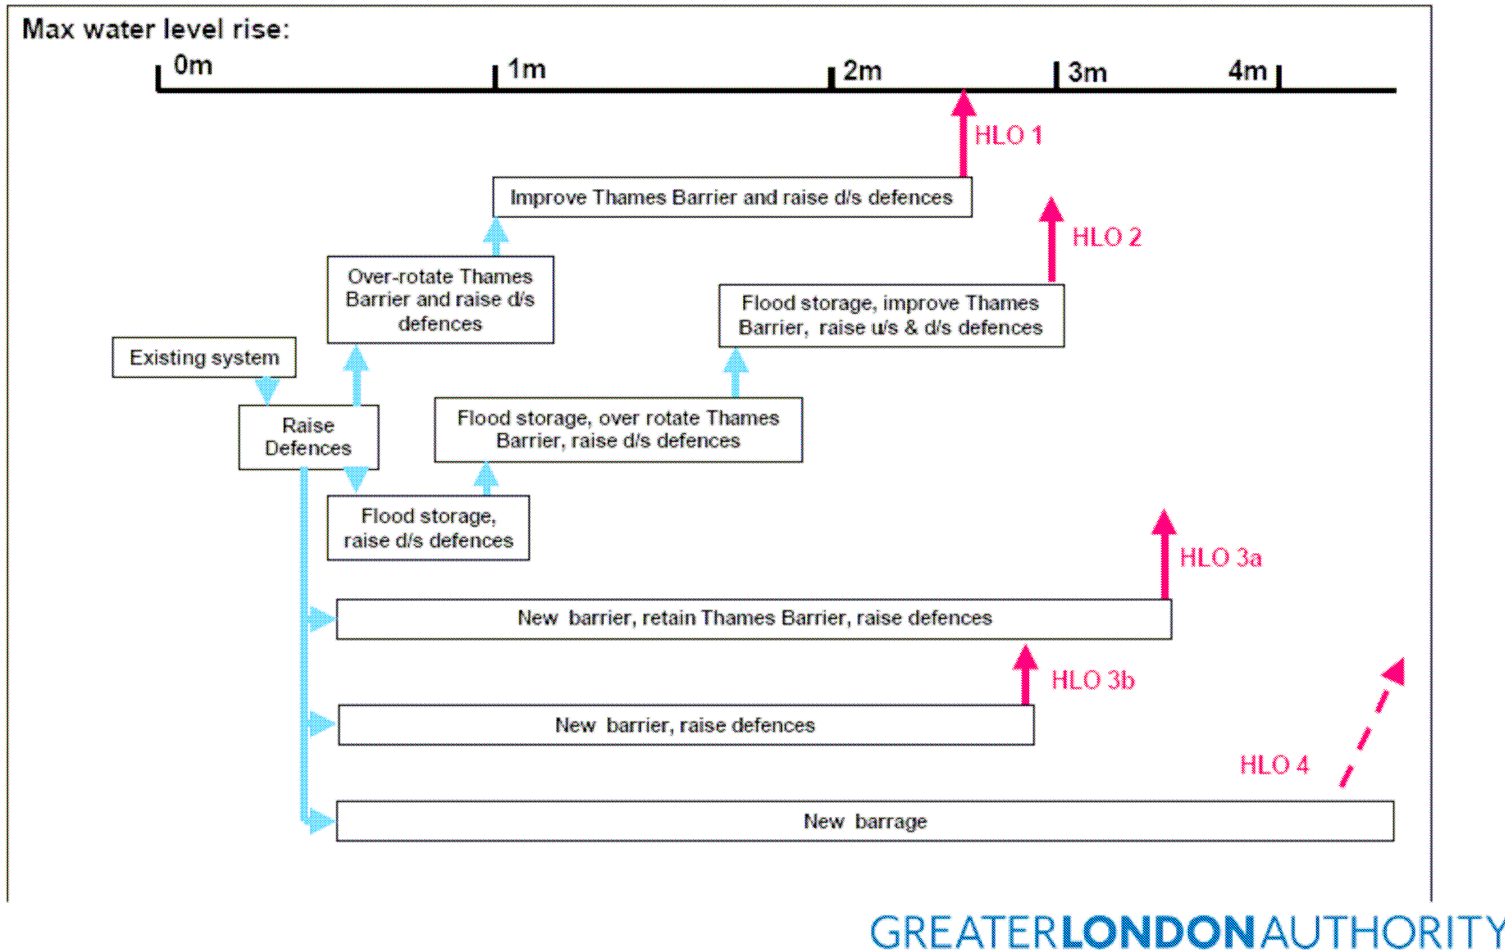 Max water level rise:
0m
1m
2m
3m
4m
HLO 1
Improve Thames Barrier and raise d/s defences
HLO 2
Over-rotate Thames
Barrier and raise d/s
defences
Flood storage, improve Thames
Barrier, raise u/s & d/s defences
Existing system
Raise
Defences
Flood storage, over rotate Thames
Barrier, raise d/s defences
Flood storage,
raise d/s defences
HLO 3a
New barrier, retain Thames Barrier, raise defences
HLO 3b
New barrier, raise defences
HLO 4
New barrage
GREATERLONDONAUTHORITY